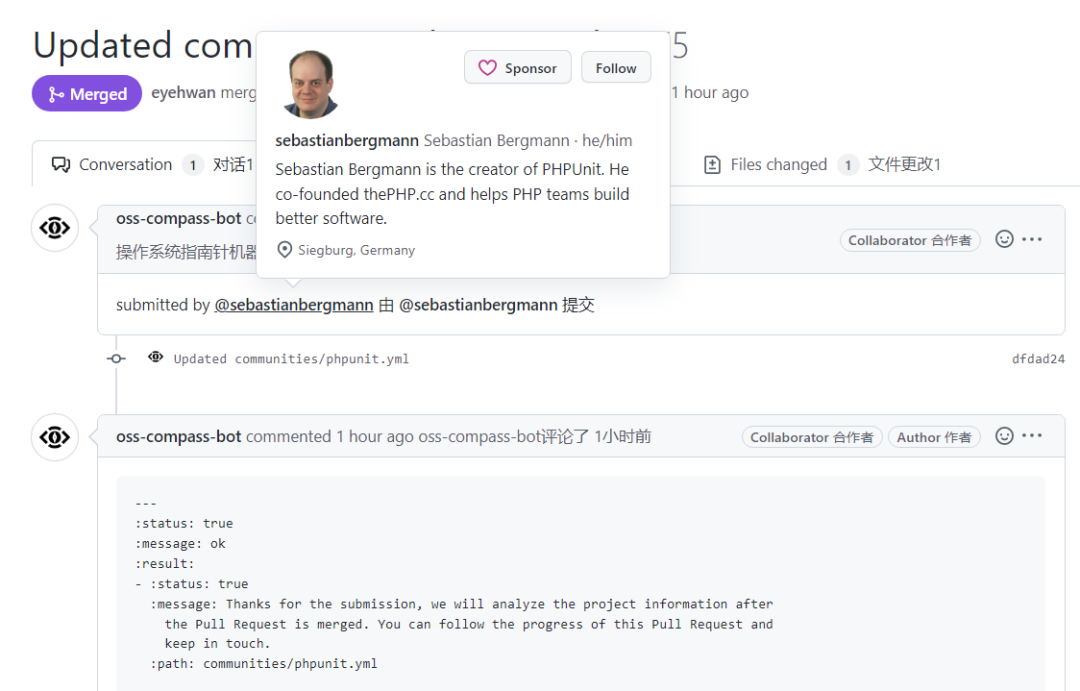 Updated com 5
Merged eyehwan merg 1 hour ago
Sponsor Follow
sebastianbergmann Sebastian Bergmann · he/him
Sebastian Bergmann is the creator of PHPUnit. He
co-founded thePHP.cc and helps PHP teams build
better software.
Siegburg, Germany
Conversation 1 对话1 Files changed 1 文件更改1
oss-compass-bot
操作系统指南针机器 Collaborator 合作者
submitted by @sebastianbergmann 由 @sebastianbergmann 提交
Updated communities/phpunit.yml dfdad24
oss-compass-bot commented 1 hour ago oss-compass-bot评论了 1小时前 Collaborator 合作者 Author 作者
---
:status: true
:message: ok
:result:
- :status: true
:message: Thanks for the submission, we will analyze the project information after
the Pull Request is merged. You can follow the progress of this Pull Request and
keep in touch.
:path: communities/phpunit.yml